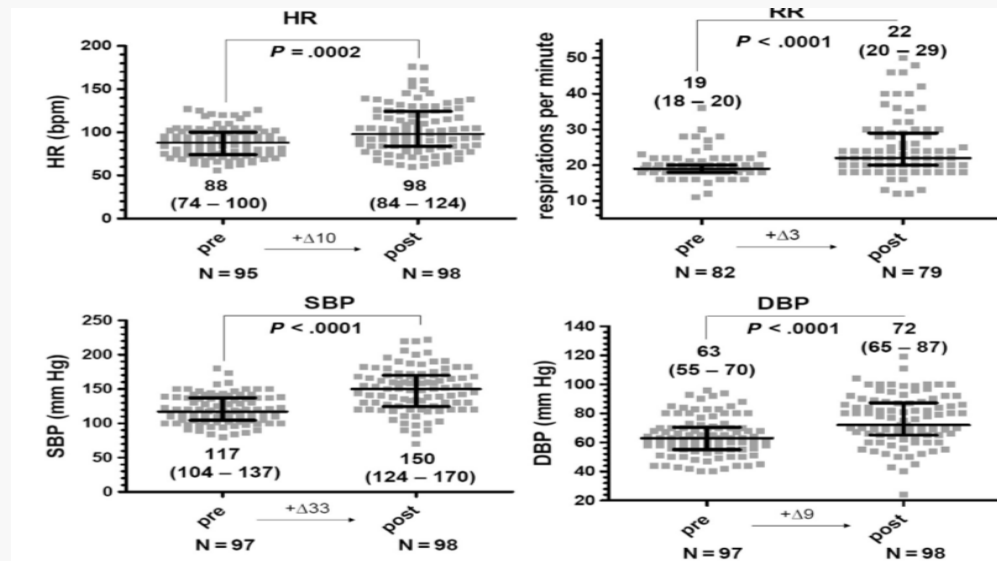 HR
P = .0002
200
150
100
50
0
HR (bpm)
88
(74 – 100)
98
(84 – 124)
pre
+Δ10
post
N = 95
N = 98
RR
P < .0001
22
(20 – 29)
19
(18 – 20)
50
40
30
20
10
respirations per minute
pre
+Δ3
post
N = 82
N = 79
SBP
P < .0001
250
200
150
100
50
0
SBP (mm Hg)
117
(104 – 137)
150
(124 – 170)
pre
+Δ33
post
N = 97
N = 98
DBP
P < .0001
72
(65 – 87)
63
(55 – 70)
140
120
100
80
60
40
20
DBP (mm Hg)
pre
+Δ9
post
N = 97
N = 98